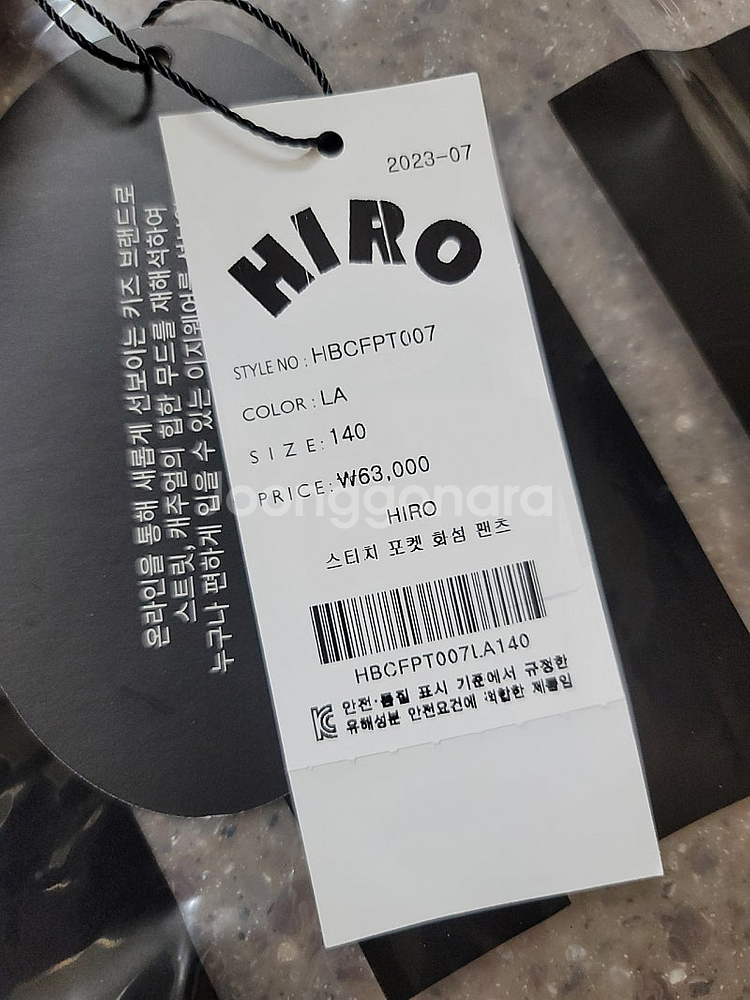 2023-07
HIRO
STYLE NO : HBCFPT007
COLOR : LA
SIZE : 140
PRICE : ₩63,000
HIRO
스티치 포켓 화섬 팬츠
HBCFPT007LA140
KC
안전·품질 표시 기준에서 규정한
유해성분 안전요건에 적합한 제품임
온라인을 통해 새롭게 선보이는 키즈 브랜드로
스트릿, 캐주얼의 힙한 무드를 재해석하여
누구나 편하게 입을 수 있는 이지웨어를
joonggonara